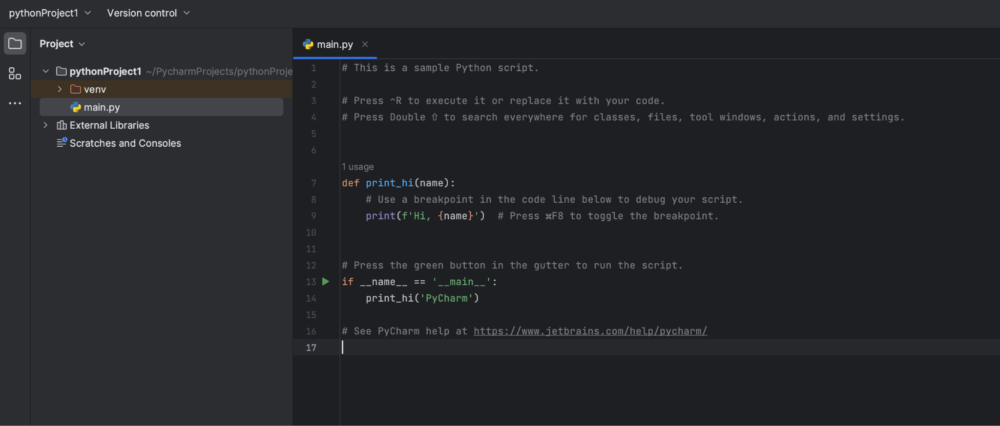 pythonProject1 Version control
Project
main.py
pythonProject1 ~/PycharmProjects/pythonProje
venv
main.py
External Libraries
Scratches and Consoles
1 # This is a sample Python script.
2
3 # Press ⌃R to execute it or replace it with your code.
4 # Press Double ⇧ to search everywhere for classes, files, tool windows, actions, and settings.
5
6
1 usage
7 def print_hi(name):
8     # Use a breakpoint in the code line below to debug your script.
9     print(f'Hi, {name}')  # Press ⌘F8 to toggle the breakpoint.
10
11
12 # Press the green button in the gutter to run the script.
13 if __name__ == '__main__':
14     print_hi('PyCharm')
15
16 # See PyCharm help at https://www.jetbrains.com/help/pycharm/
17